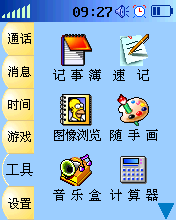 09:27
通话
消息
时间
游戏
工具
设置
记事簿 速记
图像浏览 随手画
音乐盒 计算器